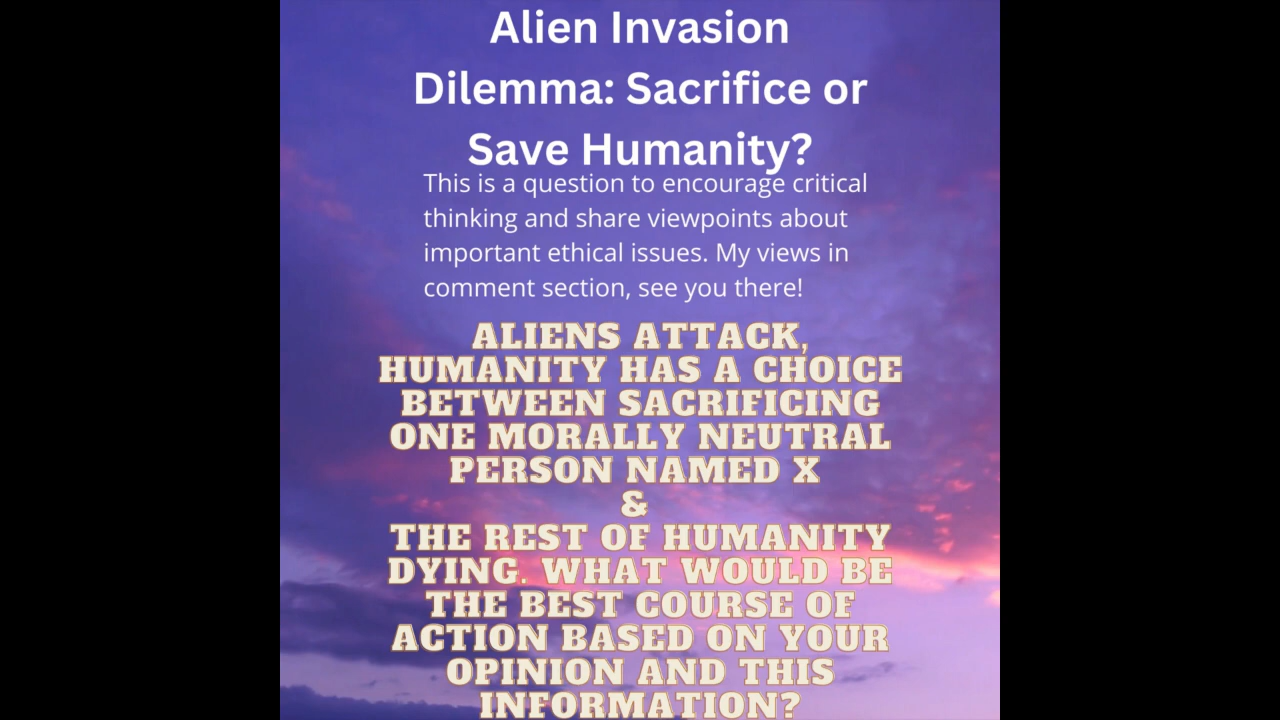 Alien Invasion
Dilemma: Sacrifice or
Save Humanity?
This is a question to encourage critical
thinking and share viewpoints about
important ethical issues. My views in
comment section, see you there!
ALIENS ATTACK,
HUMANITY HAS A CHOICE
BETWEEN SACRIFICING
ONE MORALLY NEUTRAL
PERSON NAMED X
&
THE REST OF HUMANITY
DYING. WHAT WOULD BE
THE BEST COURSE OF
ACTION BASED ON YOUR
OPINION AND THIS
INFORMATION?